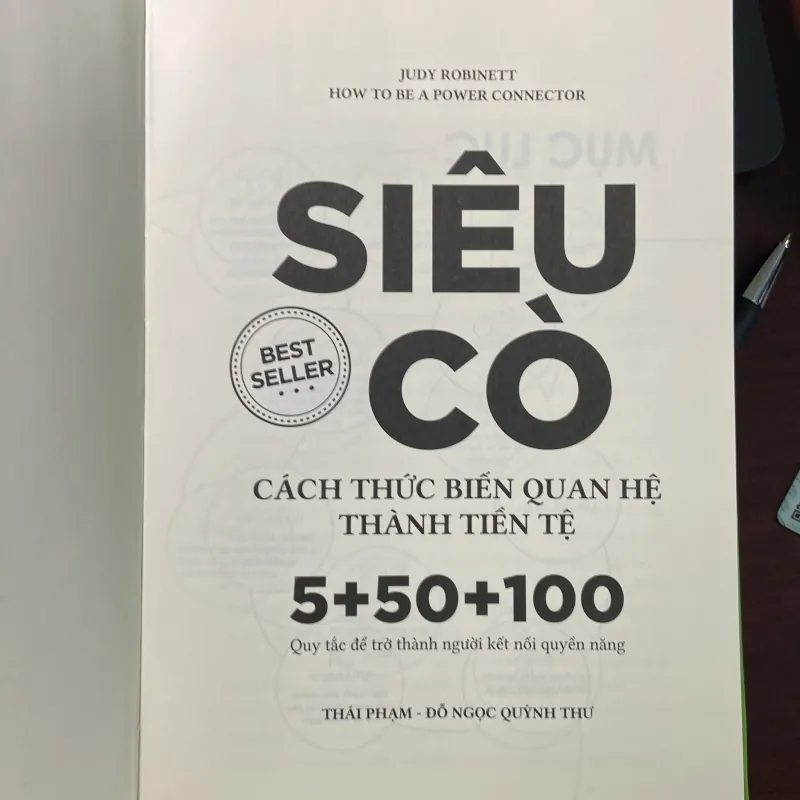 JUDY ROBINETT
HOW TO BE A POWER CONNECTOR
SIÊU
CÒ
BEST
SELLER
CÁCH THỨC BIẾN QUAN HỆ
THÀNH TIỀN TỆ
5+50+100
Quy tắc để trở thành người kết nối quyền năng
THÁI PHẠM - ĐỖ NGỌC QUỲNH THƯ
MỤC LỤC